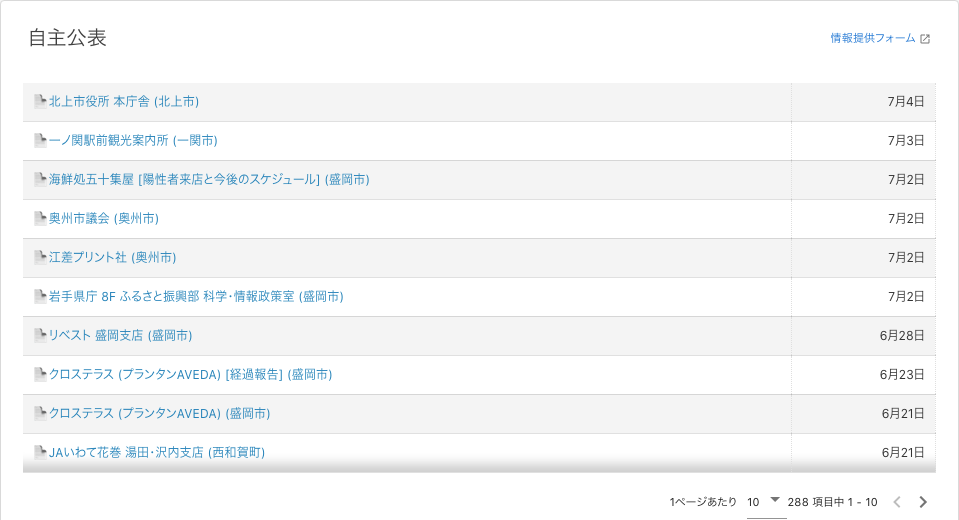 自主公表
情報提供フォーム
北上市役所 本庁舎 (北上市) 7月4日
一ノ関駅前観光案内所 (一関市) 7月3日
海鮮処五十集屋 [陽性者来店と今後のスケジュール] (盛岡市) 7月2日
奥州市議会 (奥州市) 7月2日
江差プリント社 (奥州市) 7月2日
岩手県庁 8F ふるさと振興部 科学・情報政策室 (盛岡市) 7月2日
リベスト 盛岡支店 (盛岡市) 6月28日
クロステラス (プランタンAVEDA) [経過報告] (盛岡市) 6月23日
クロステラス (プランタンAVEDA) (盛岡市) 6月21日
JAいわて花巻 湯田・沢内支店 (西和賀町) 6月21日
1ページあたり 10 288 項目中 1 - 10